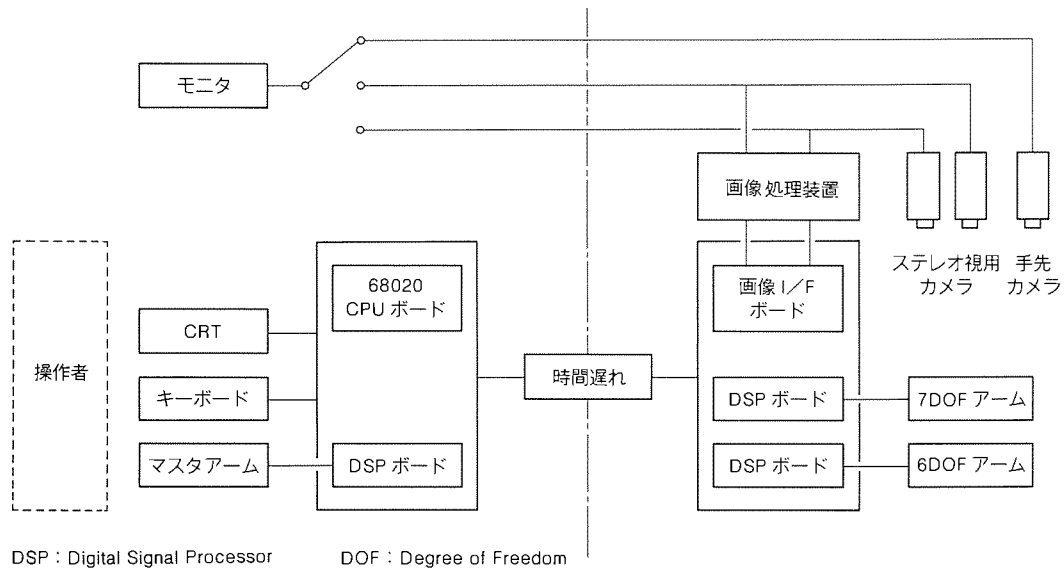 モニタ
画像処理装置
ステレオ視用
カメラ
手先
カメラ
68020
CPU ボード
画像 I／F
ボード
CRT
操作者
時間遅れ
キーボード
DSP ボード
7DOF アーム
マスタアーム
DSP ボード
DSP ボード
6DOF アーム
DSP：Digital Signal Processor
DOF：Degree of Freedom